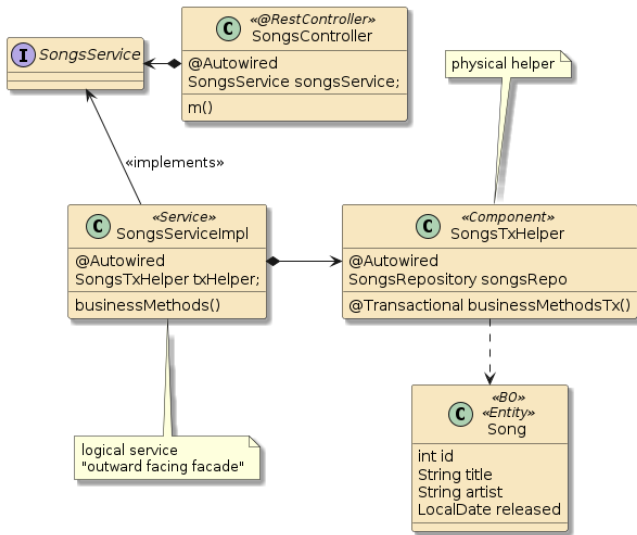 I SongsService
«@RestController»
C SongsController
@Autowired
SongsService songsService;
m()
physical helper
«implements»
«Service»
C SongsServiceImpl
@Autowired
SongsTxHelper txHelper;
businessMethods()
«Component»
C SongsTxHelper
@Autowired
SongsRepository songsRepo
@Transactional businessMethodsTx()
logical service
"outward facing facade"
«BO»
«Entity»
C Song
int id
String title
String artist
LocalDate released